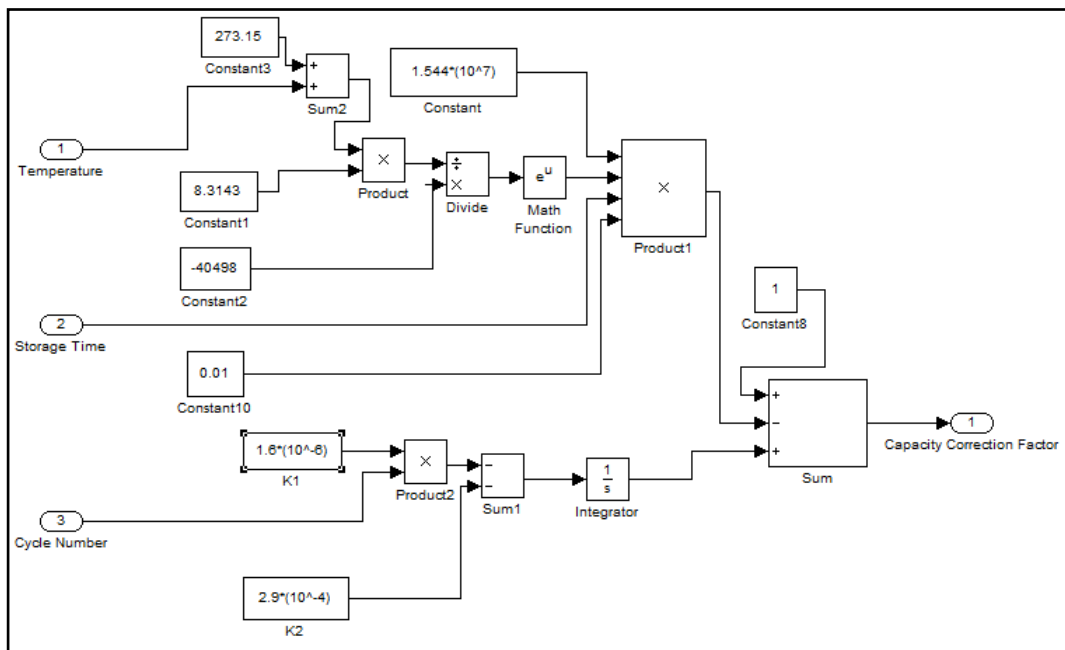 273.15
Constant3
+
+
Sum2
1.544*(10^7)
Constant
1
Temperature
×
Product
8.3143
Constant1
÷
×
Divide
e^u
Math
Function
×
Product1
-40498
Constant2
1
Constant8
2
Storage Time
0.01
Constant10
+
−
+
Sum
1
Capacity Correction Factor
1.6*(10^-6)
K1
×
Product2
−
−
Sum1
1
s
Integrator
3
Cycle Number
2.9*(10^-4)
K2